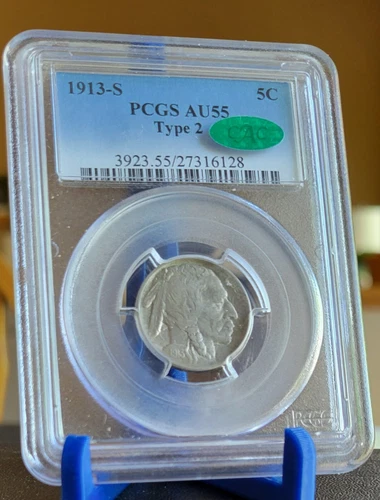 1913-S 5C
PCGS AU55
Type 2 CAC
3923.55/27316128